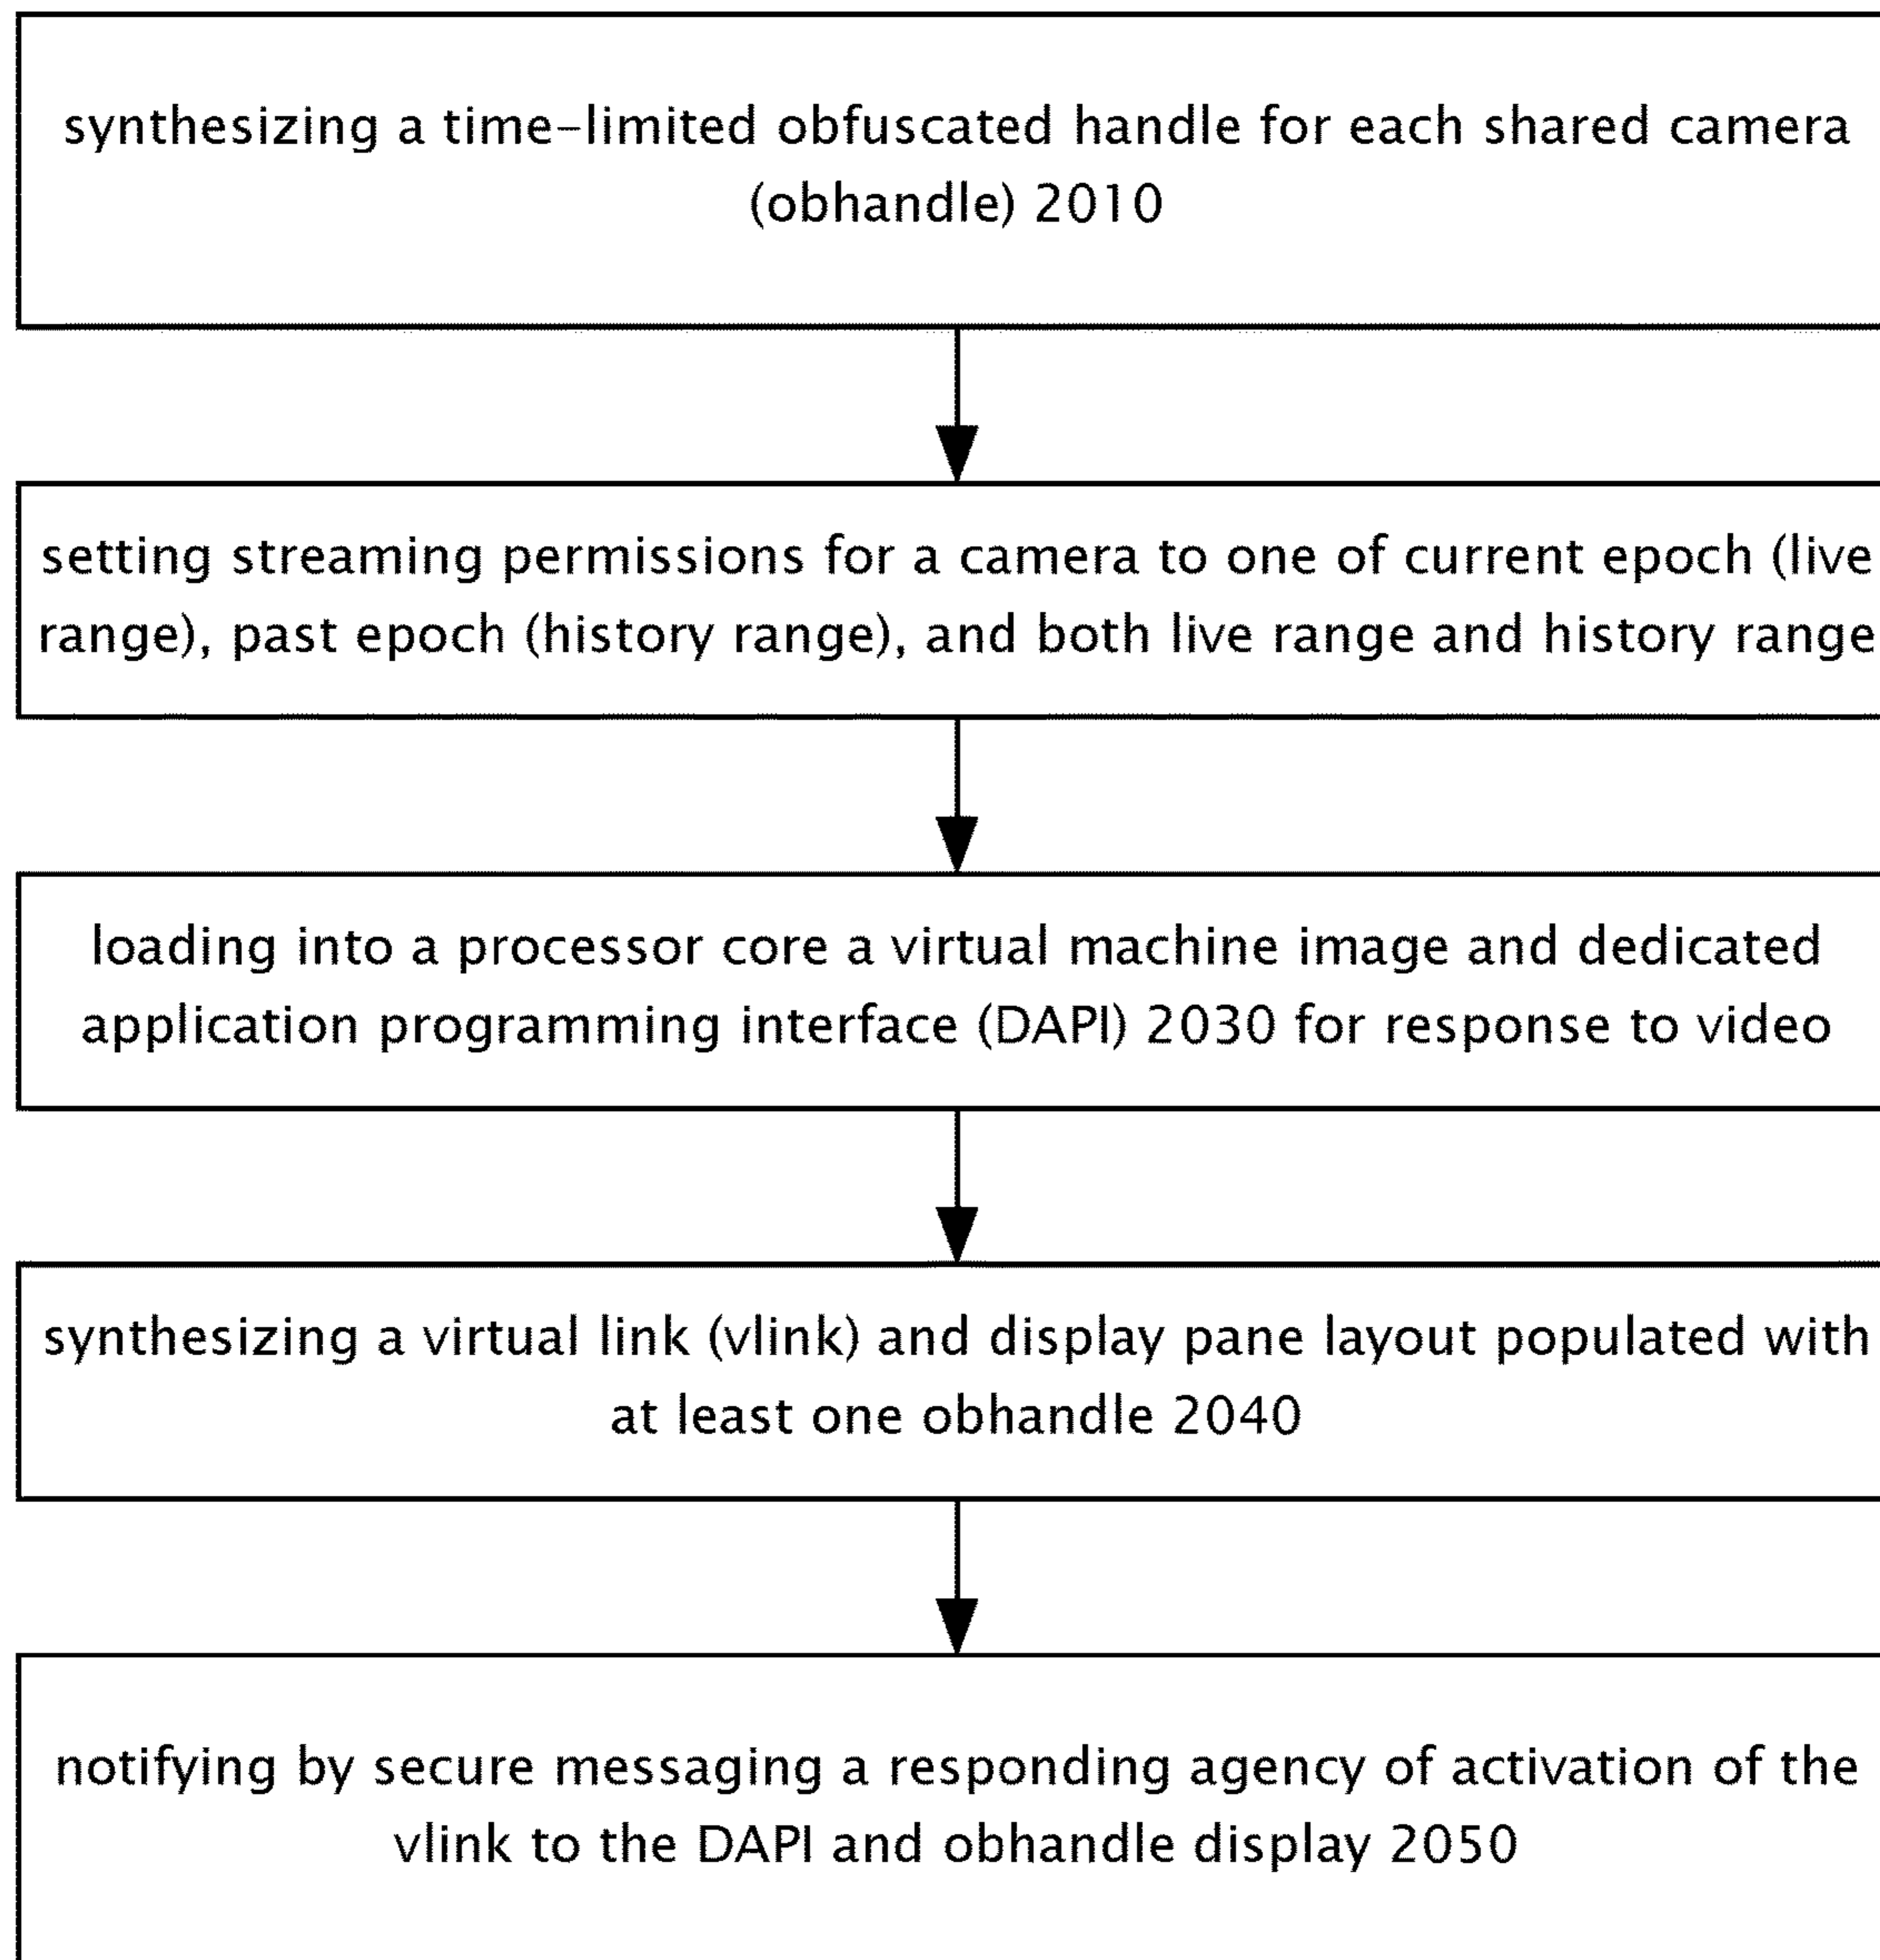 synthesizing a time-limited obfuscated handle for each shared camera
(obhandle) 2010
setting streaming permissions for a camera to one of current epoch (live
range), past epoch (history range), and both live range and history range
loading into a processor core a virtual machine image and dedicated
application programming interface (DAPI) 2030 for response to video
synthesizing a virtual link (vlink) and display pane layout populated with
at least one obhandle 2040
notifying by secure messaging a responding agency of activation of the
vlink to the DAPI and obhandle display 2050